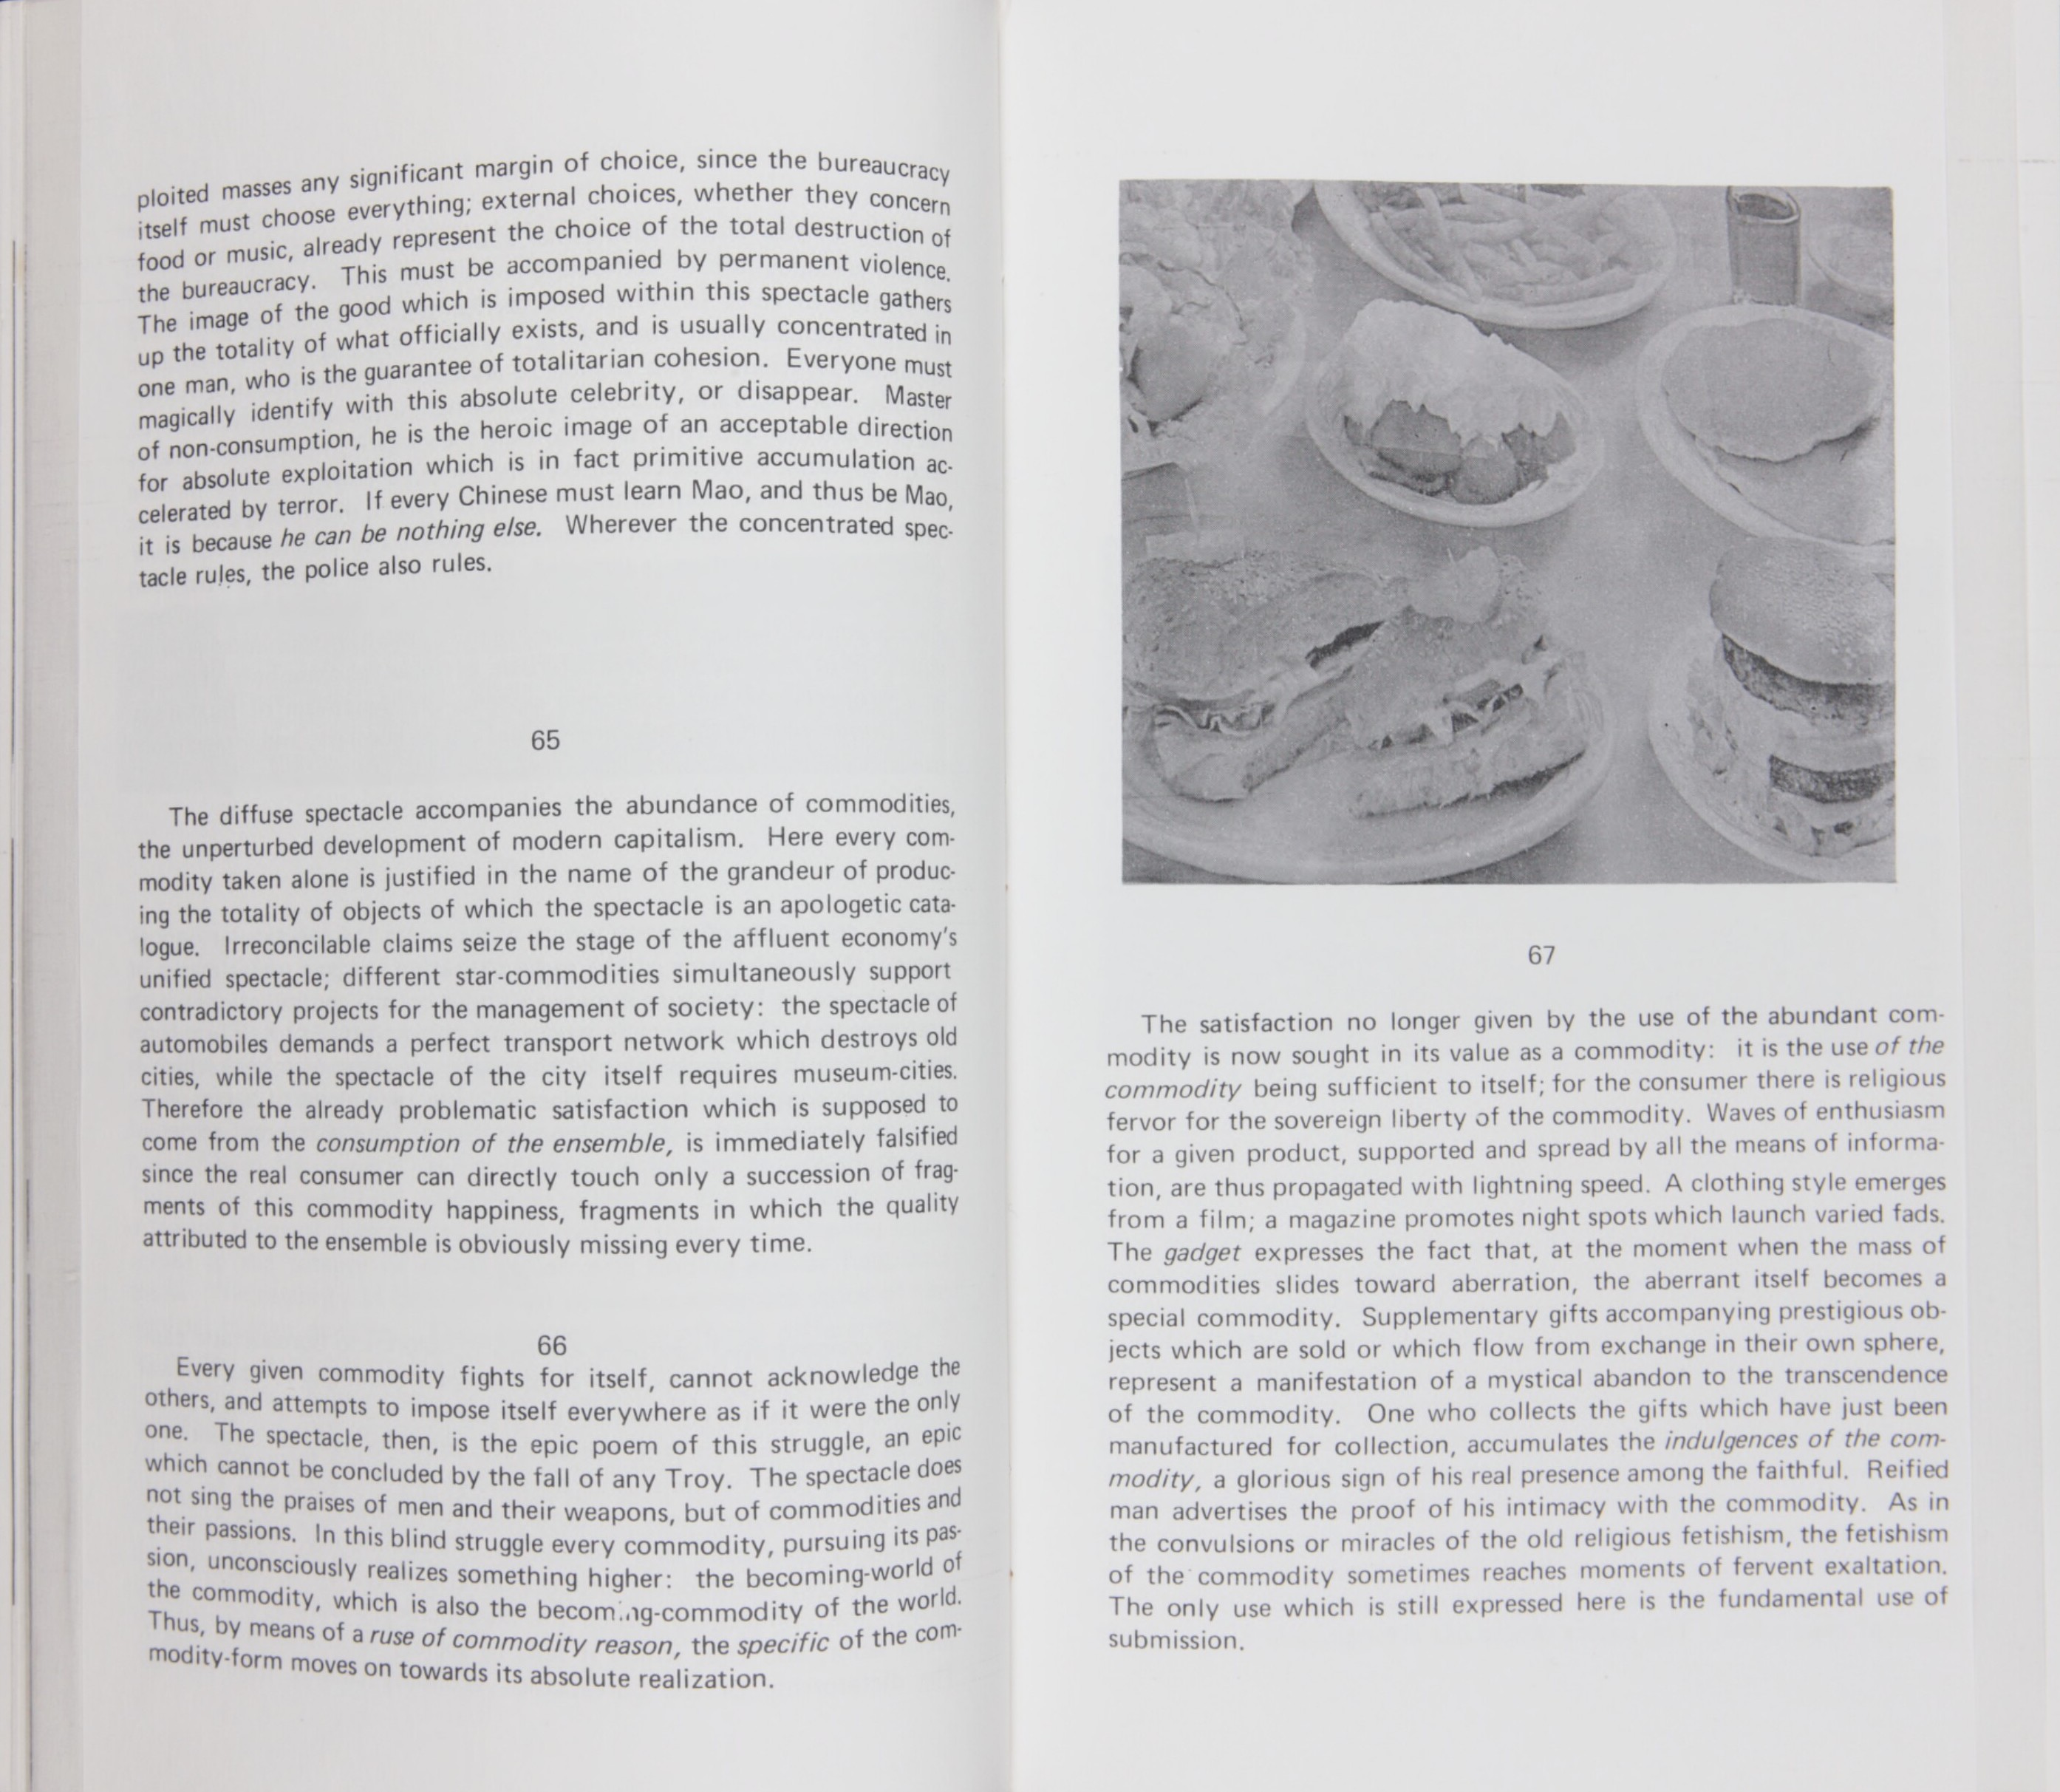 ploited masses any significant margin of choice, since the bureaucracy
itself must choose everything; external choices, whether they concern
food or music, already represent the choice of the total destruction of
the bureaucracy. This must be accompanied by permanent violence.
The image of the good which is imposed within this spectacle gathers
up the totality of what officially exists, and is usually concentrated in
one man, who is the guarantee of totalitarian cohesion. Everyone must
magically identify with this absolute celebrity, or disappear. Master
of non-consumption, he is the heroic image of an acceptable direction
for absolute exploitation which is in fact primitive accumulation ac-
celerated by terror. If every Chinese must learn Mao, and thus be Mao,
it is because he can be nothing else. Wherever the concentrated spec-
tacle rules, the police also rules.
65
The diffuse spectacle accompanies the abundance of commodities,
the unperturbed development of modern capitalism. Here every com-
modity taken alone is justified in the name of the grandeur of produc-
ing the totality of objects of which the spectacle is an apologetic cata-
logue. Irreconcilable claims seize the stage of the affluent economy's
unified spectacle; different star-commodities simultaneously support
contradictory projects for the management of society: the spectacle of
automobiles demands a perfect transport network which destroys old
cities, while the spectacle of the city itself requires museum-cities.
Therefore the already problematic satisfaction which is supposed to
come from the consumption of the ensemble, is immediately falsified
since the real consumer can directly touch only a succession of frag-
ments of this commodity happiness, fragments in which the quality
attributed to the ensemble is obviously missing every time.
66
Every given commodity fights for itself, cannot acknowledge the
others, and attempts to impose itself everywhere as if it were the only
one. The spectacle, then, is the epic poem of this struggle, an epic
which cannot be concluded by the fall of any Troy. The spectacle does
not sing the praises of men and their weapons, but of commodities and
their passions. In this blind struggle every commodity, pursuing its pas-
sion, unconsciously realizes something higher: the becoming-world of
the commodity, which is also the becoming-commodity of the world.
Thus, by means of a ruse of commodity reason, the specific of the com-
modity-form moves on towards its absolute realization.
67
The satisfaction no longer given by the use of the abundant com-
modity is now sought in its value as a commodity: it is the use of the
commodity being sufficient to itself; for the consumer there is religious
fervor for the sovereign liberty of the commodity. Waves of enthusiasm
for a given product, supported and spread by all the means of informa-
tion, are thus propagated with lightning speed. A clothing style emerges
from a film; a magazine promotes night spots which launch varied fads.
The gadget expresses the fact that, at the moment when the mass of
commodities slides toward aberration, the aberrant itself becomes a
special commodity. Supplementary gifts accompanying prestigious ob-
jects which are sold or which flow from exchange in their own sphere,
represent a manifestation of a mystical abandon to the transcendence
of the commodity. One who collects the gifts which have just been
manufactured for collection, accumulates the indulgences of the com-
modity, a glorious sign of his real presence among the faithful. Reified
man advertises the proof of his intimacy with the commodity. As in
the convulsions or miracles of the old religious fetishism, the fetishism
of the commodity sometimes reaches moments of fervent exaltation.
The only use which is still expressed here is the fundamental use of
submission.